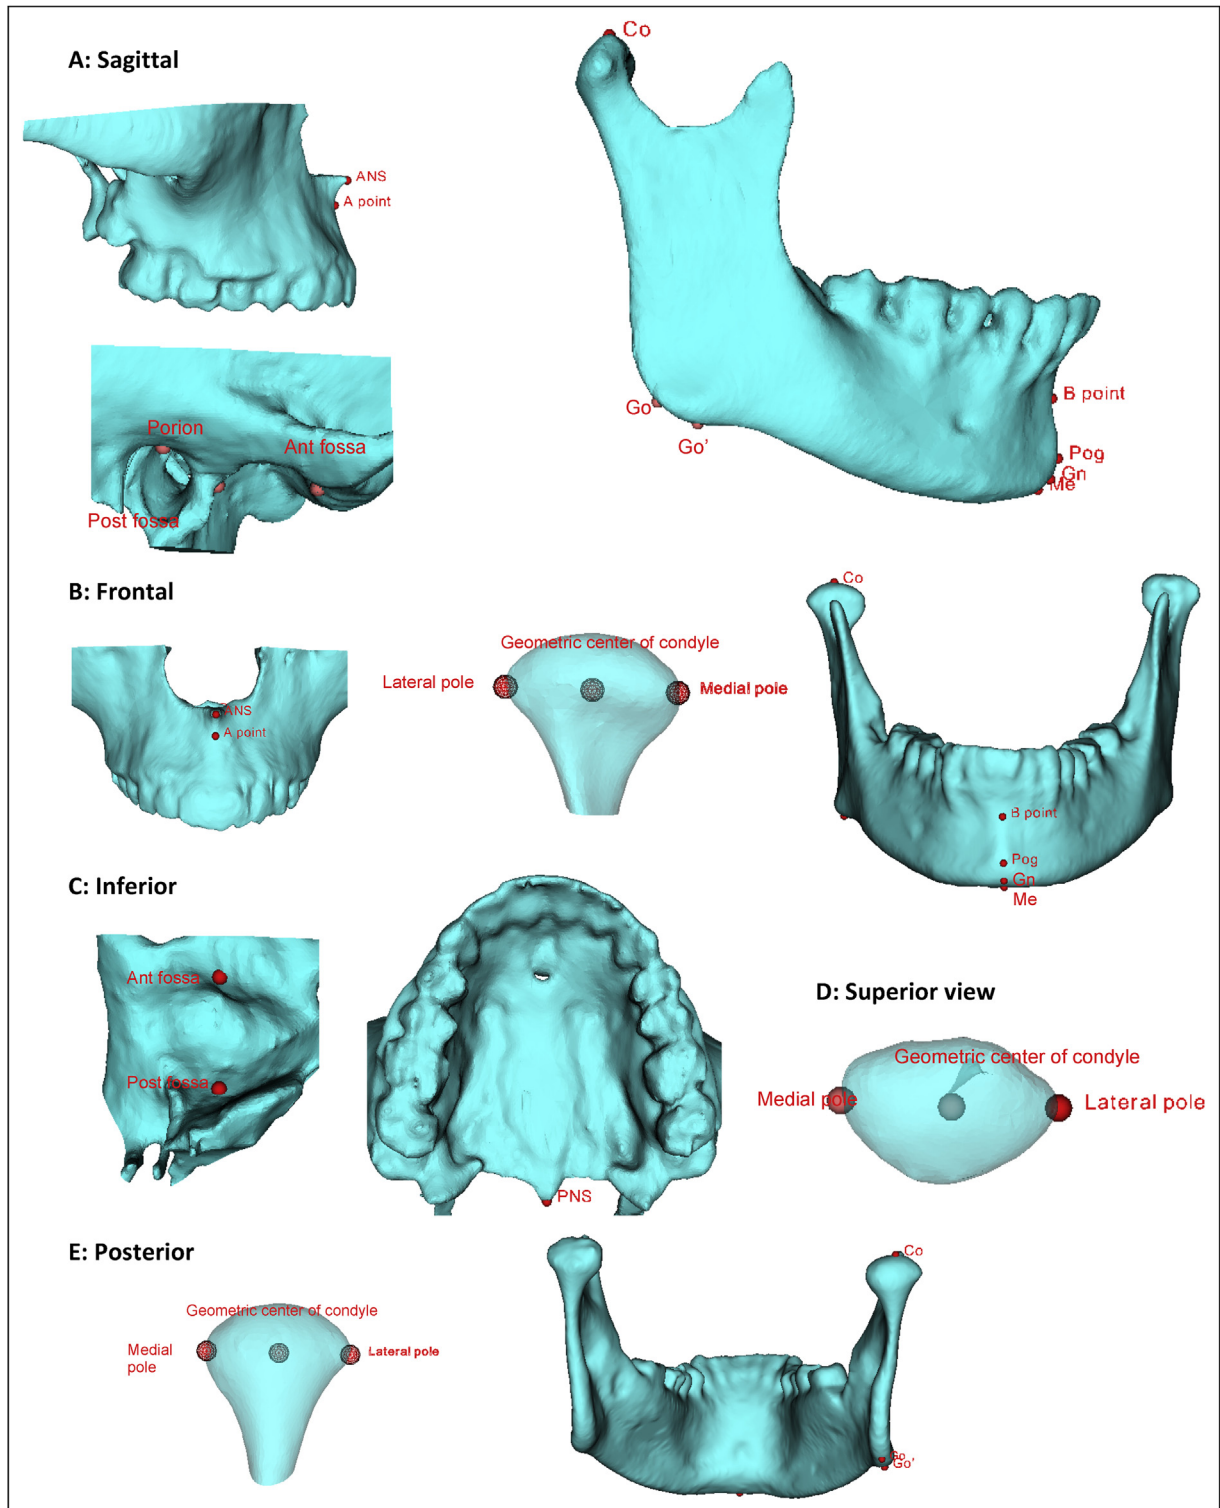 A: Sagittal
Co
ANS
A point
B point
Go
Go'
Pog
Gn
Me
Porion
Ant fossa
Post fossa
B: Frontal
Co
Geometric center of condyle
Lateral pole
Medial pole
ANS
A point
B point
Pog
Gn
Me
C: Inferior
Ant fossa
Post fossa
PNS
D: Superior view
Geometric center of condyle
Medial pole
Lateral pole
E: Posterior
Co
Geometric center of condyle
Medial
pole
Lateral pole
Go
Go'